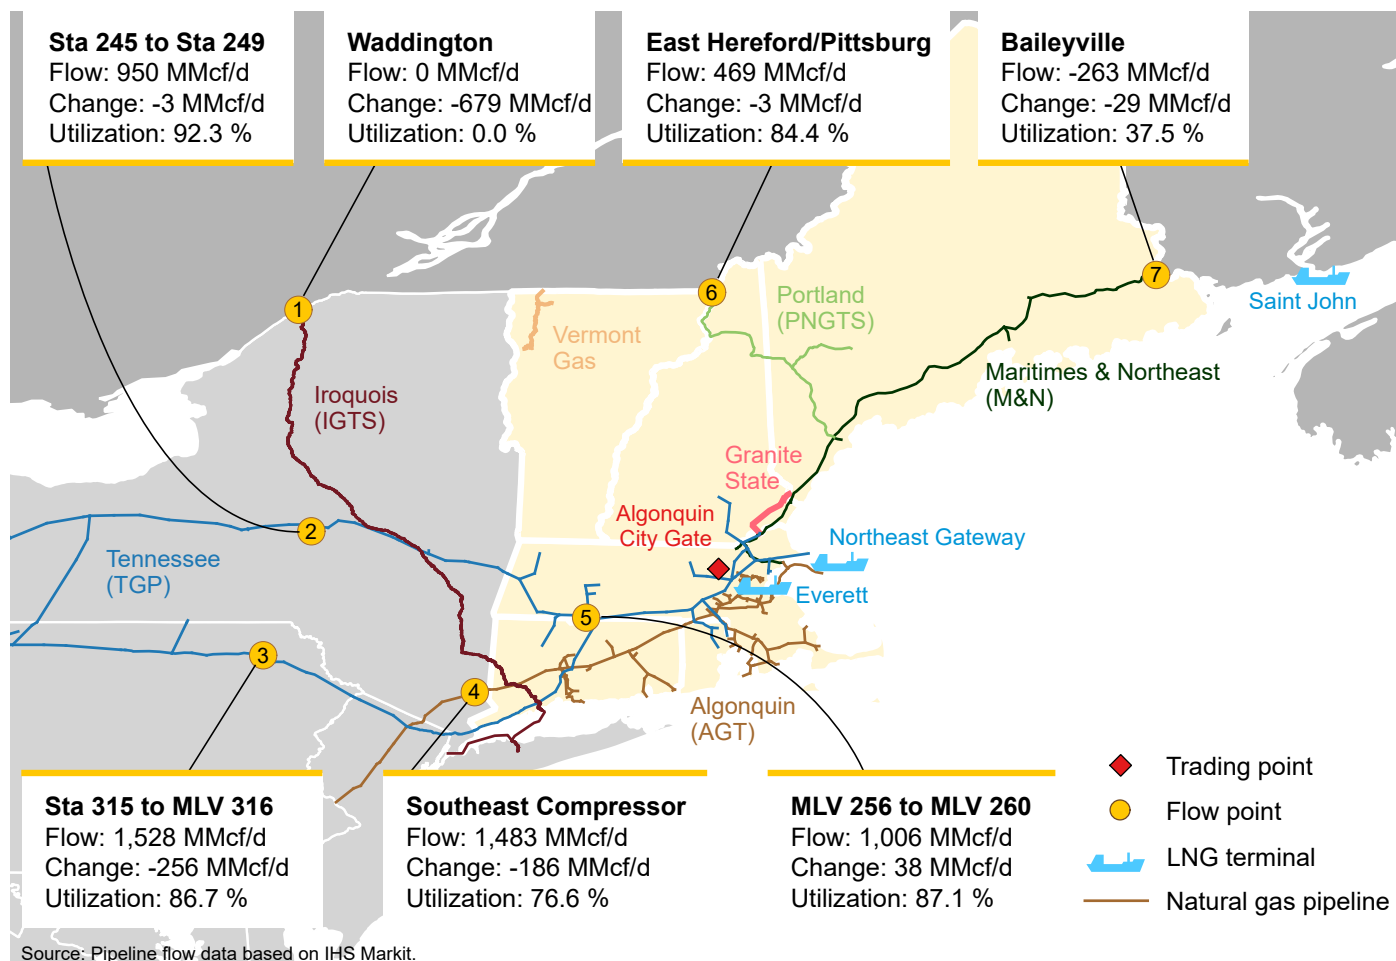 Sta 245 to Sta 249
Flow: 950 MMcf/d
Change: -3 MMcf/d
Utilization: 92.3 %
Waddington
Flow: 0 MMcf/d
Change: -679 MMcf/d
Utilization: 0.0 %
East Hereford/Pittsburg
Flow: 469 MMcf/d
Change: -3 MMcf/d
Utilization: 84.4 %
Baileyville
Flow: -263 MMcf/d
Change: -29 MMcf/d
Utilization: 37.5 %
1
6
7
Saint John
Portland
(PNGTS)
Vermont
Gas
Iroquois
(IGTS)
Maritimes & Northeast
(M&N)
Granite
State
Algonquin
City Gate
2
Northeast Gateway
Tennessee
(TGP)
Everett
5
3
4
Algonquin
(AGT)
Sta 315 to MLV 316
Flow: 1,528 MMcf/d
Change: -256 MMcf/d
Utilization: 86.7 %
Southeast Compressor
Flow: 1,483 MMcf/d
Change: -186 MMcf/d
Utilization: 76.6 %
MLV 256 to MLV 260
Flow: 1,006 MMcf/d
Change: 38 MMcf/d
Utilization: 87.1 %
Trading point
Flow point
LNG terminal
Natural gas pipeline
Source: Pipeline flow data based on IHS Markit.